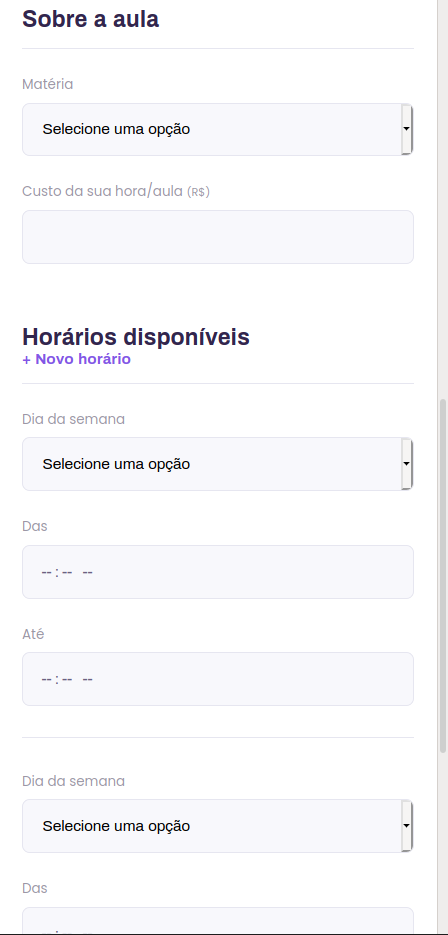 Sobre a aula
Matéria
Selecione uma opção
Custo da sua hora/aula (R$)
Horários disponíveis
+ Novo horário
Dia da semana
Selecione uma opção
Das
-- : -- --
Até
-- : -- --
Dia da semana
Selecione uma opção
Das